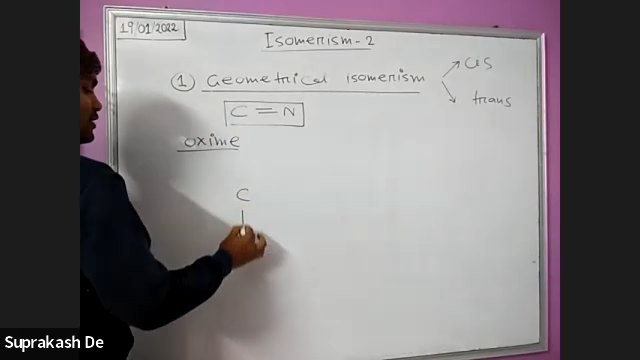 19/01/2022
Isomerism-2
① Geometrical isomerism
cis
trans
C=N
oxime
C
Suprakash De